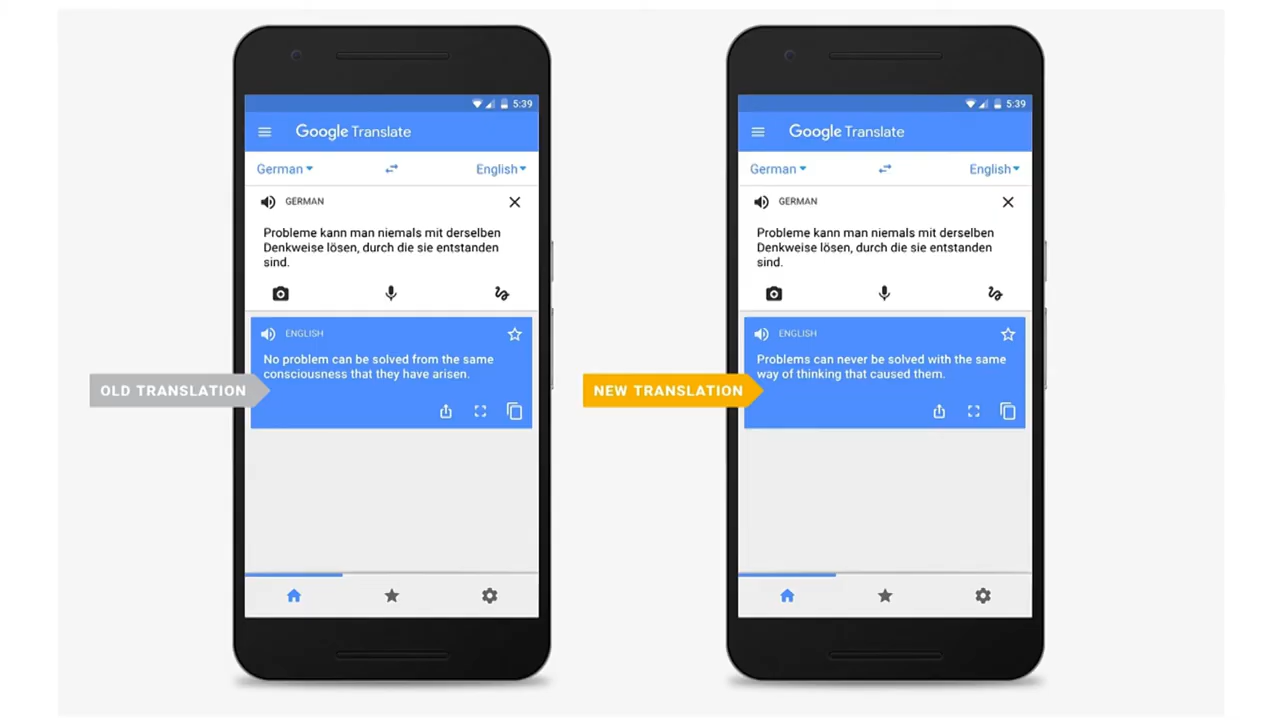 5:39
Google Translate
German
English
GERMAN
Probleme kann man niemals mit derselben
Denkweise lösen, durch die sie entstanden
sind.
ENGLISH
No problem can be solved from the same
consciousness that they have arisen.
OLD TRANSLATION
5:39
Google Translate
German
English
GERMAN
Probleme kann man niemals mit derselben
Denkweise lösen, durch die sie entstanden
sind.
ENGLISH
Problems can never be solved with the same
way of thinking that caused them.
NEW TRANSLATION